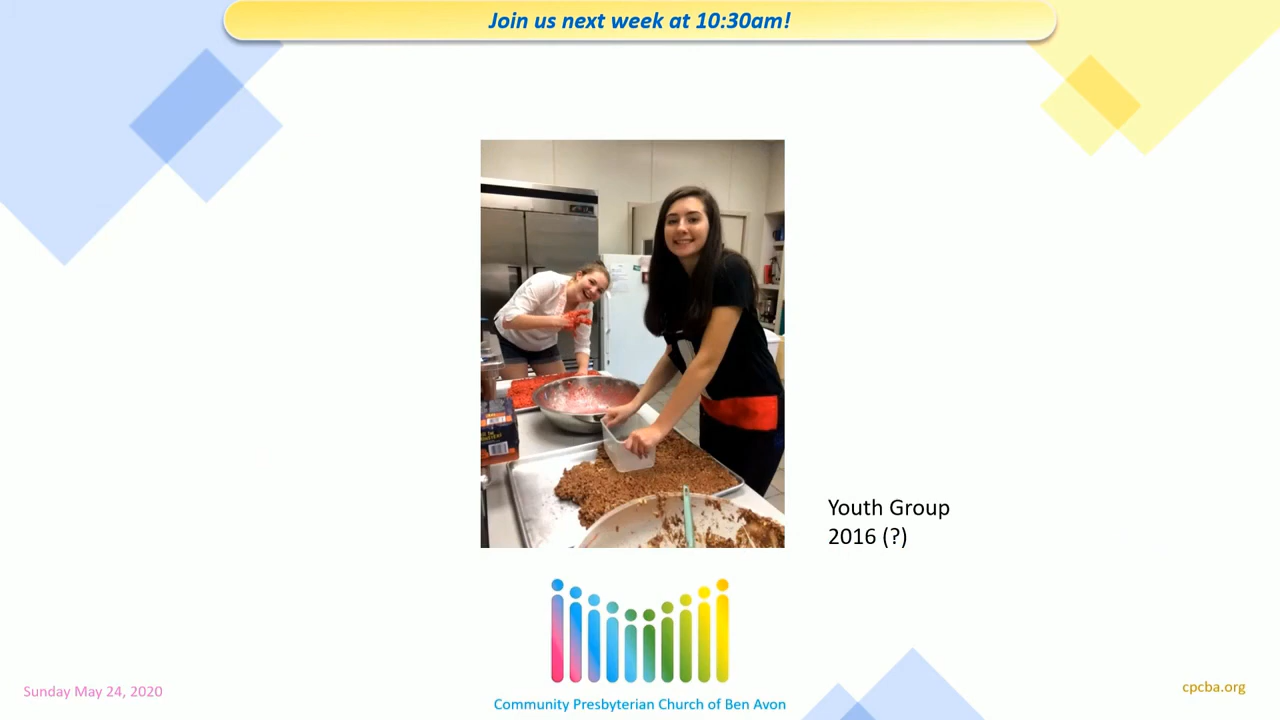 Join us next week at 10:30am!
Youth Group
2016 (?)
Sunday May 24, 2020
cpcba.org
Community Presbyterian Church of Ben Avon